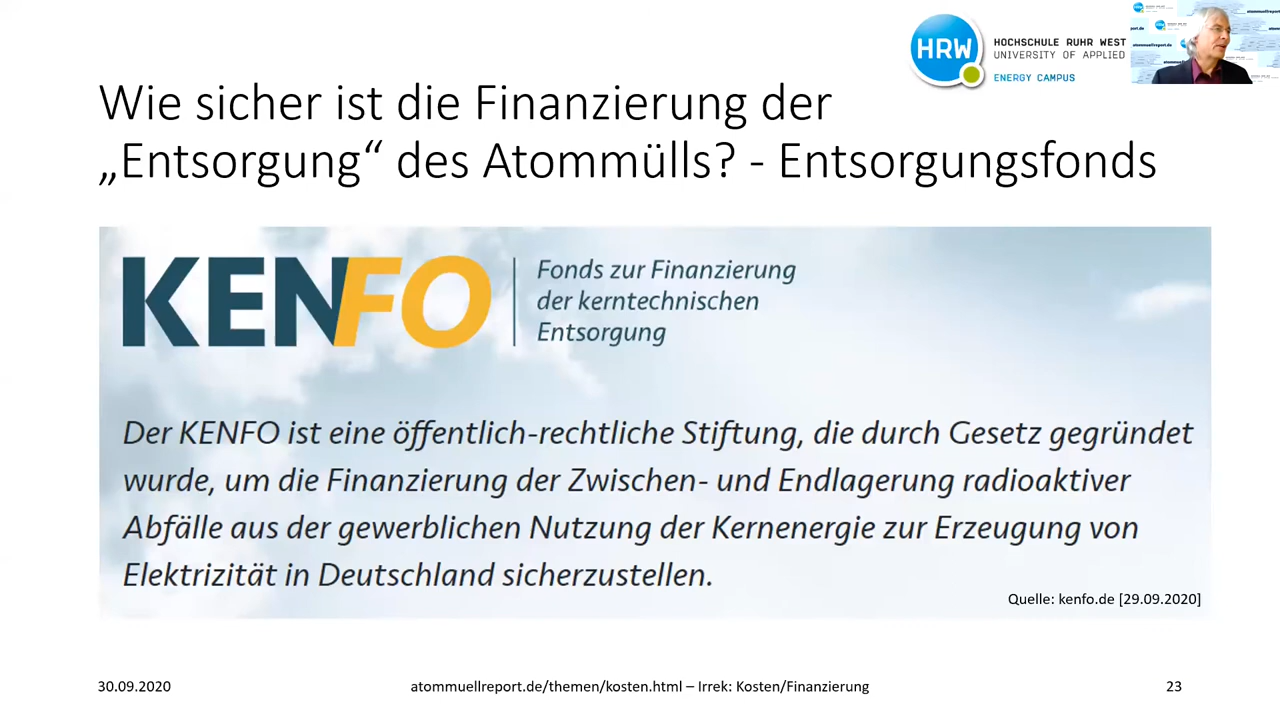 HRW
HOCHSCHULE RUHR WEST
UNIVERSITY OF APPLIED
ENERGY CAMPUS
Wie sicher ist die Finanzierung der
„Entsorgung“ des Atommülls? - Entsorgungsfonds
KENFO
Fonds zur Finanzierung
der kerntechnischen
Entsorgung
Der KENFO ist eine öffentlich-rechtliche Stiftung, die durch Gesetz gegründet
wurde, um die Finanzierung der Zwischen- und Endlagerung radioaktiver
Abfälle aus der gewerblichen Nutzung der Kernenergie zur Erzeugung von
Elektrizität in Deutschland sicherzustellen.
Quelle: kenfo.de [29.09.2020]
30.09.2020
atommuellreport.de/themen/kosten.html – Irrek: Kosten/Finanzierung
23